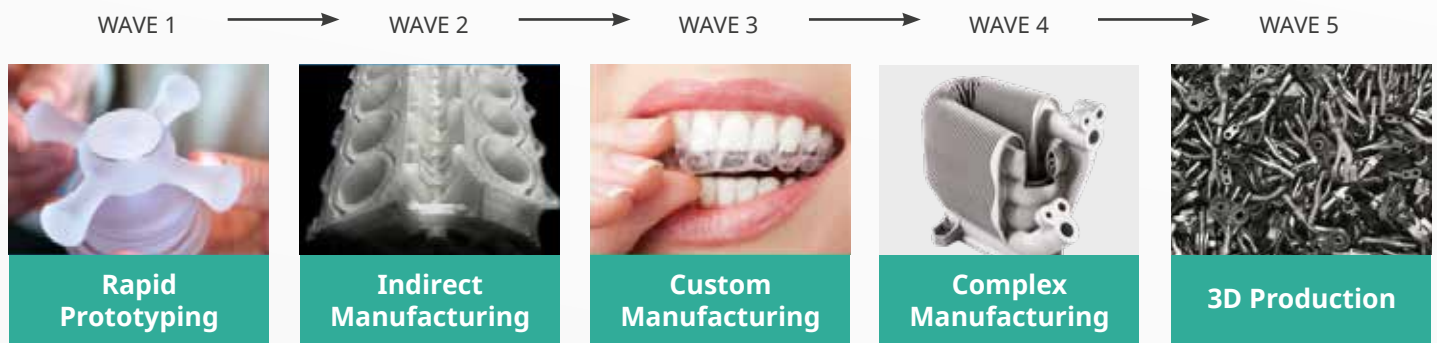 WAVE 1
WAVE 2
WAVE 3
WAVE 4
WAVE 5
Rapid
Prototyping
Indirect
Manufacturing
Custom
Manufacturing
Complex
Manufacturing
3D Production